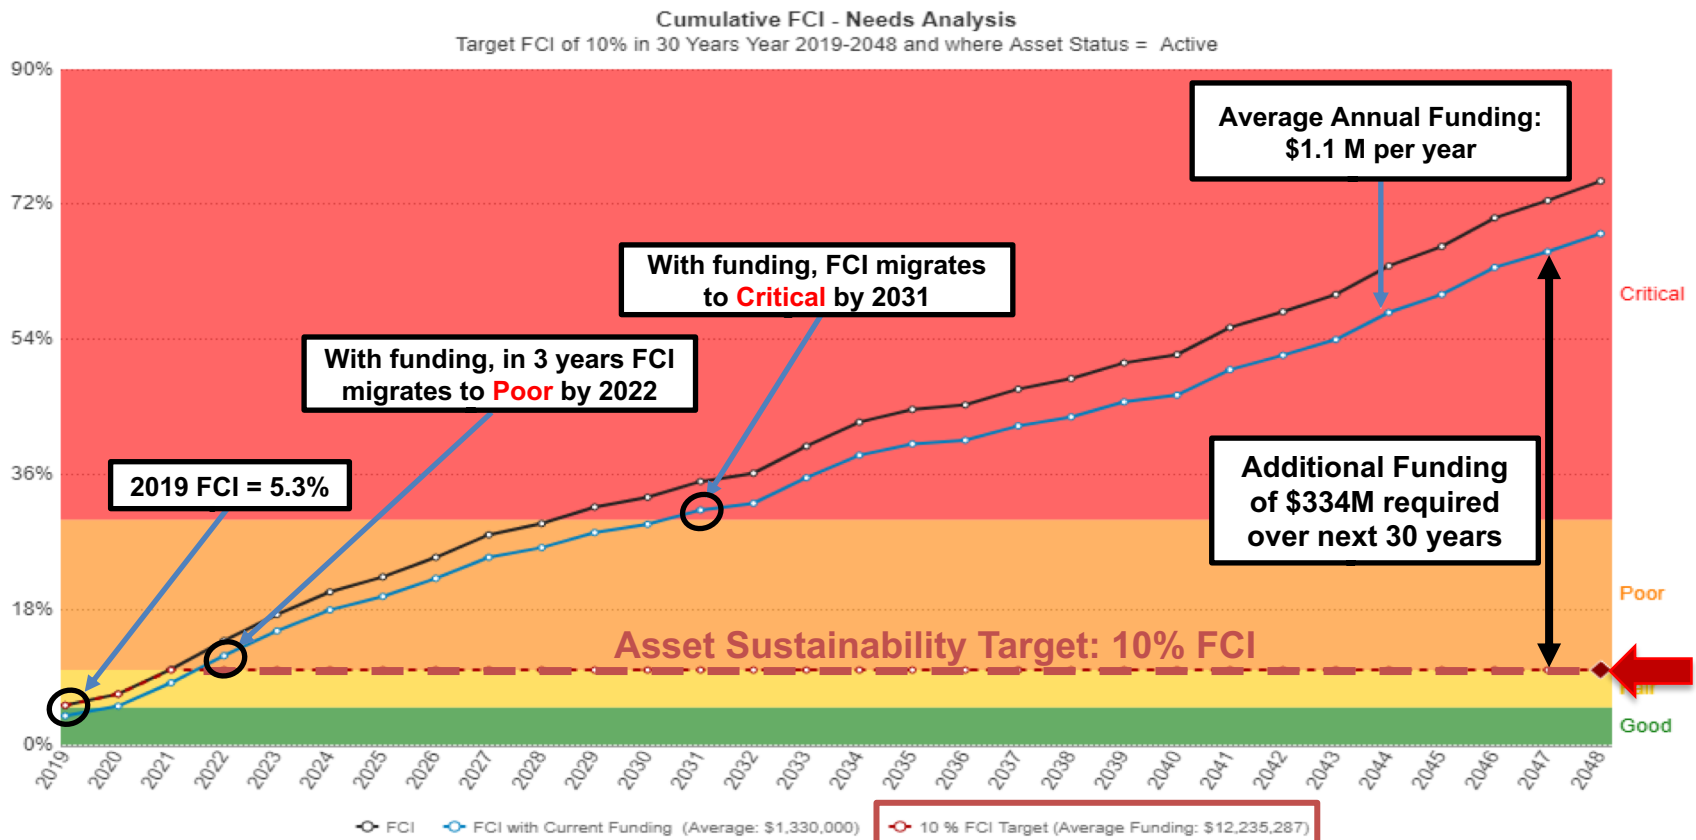 Cumulative FCI - Needs Analysis
Target FCI of 10% in 30 Years Year 2019-2048 and where Asset Status = Active
90%
72%
54%
36%
18%
0%
Average Annual Funding:
$1.1 M per year
With funding, FCI migrates
to Critical by 2031
With funding, in 3 years FCI
migrates to Poor by 2022
2019 FCI = 5.3%
Additional Funding
of $334M required
over next 30 years
Asset Sustainability Target: 10% FCI
Critical
Poor
Fair
Good
2019
2020
2021
2022
2023
2024
2025
2026
2027
2028
2029
2030
2031
2032
2033
2034
2035
2036
2037
2038
2039
2040
2041
2042
2043
2044
2045
2046
2047
2048
FCI
FCI with Current Funding (Average: $1,330,000)
10 % FCI Target (Average Funding: $12,235,287)